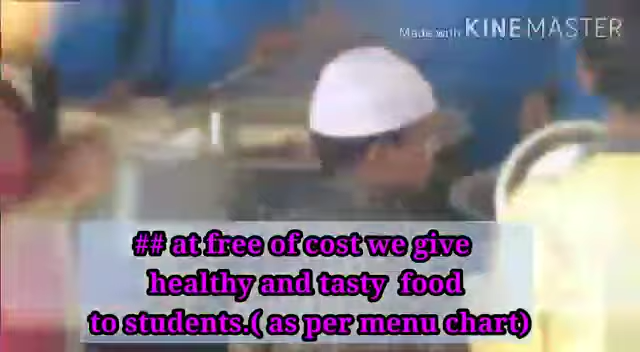 Made with KINEMASTER
## at free of cost we give
healthy and tasty food
to students.( as per menu chart)